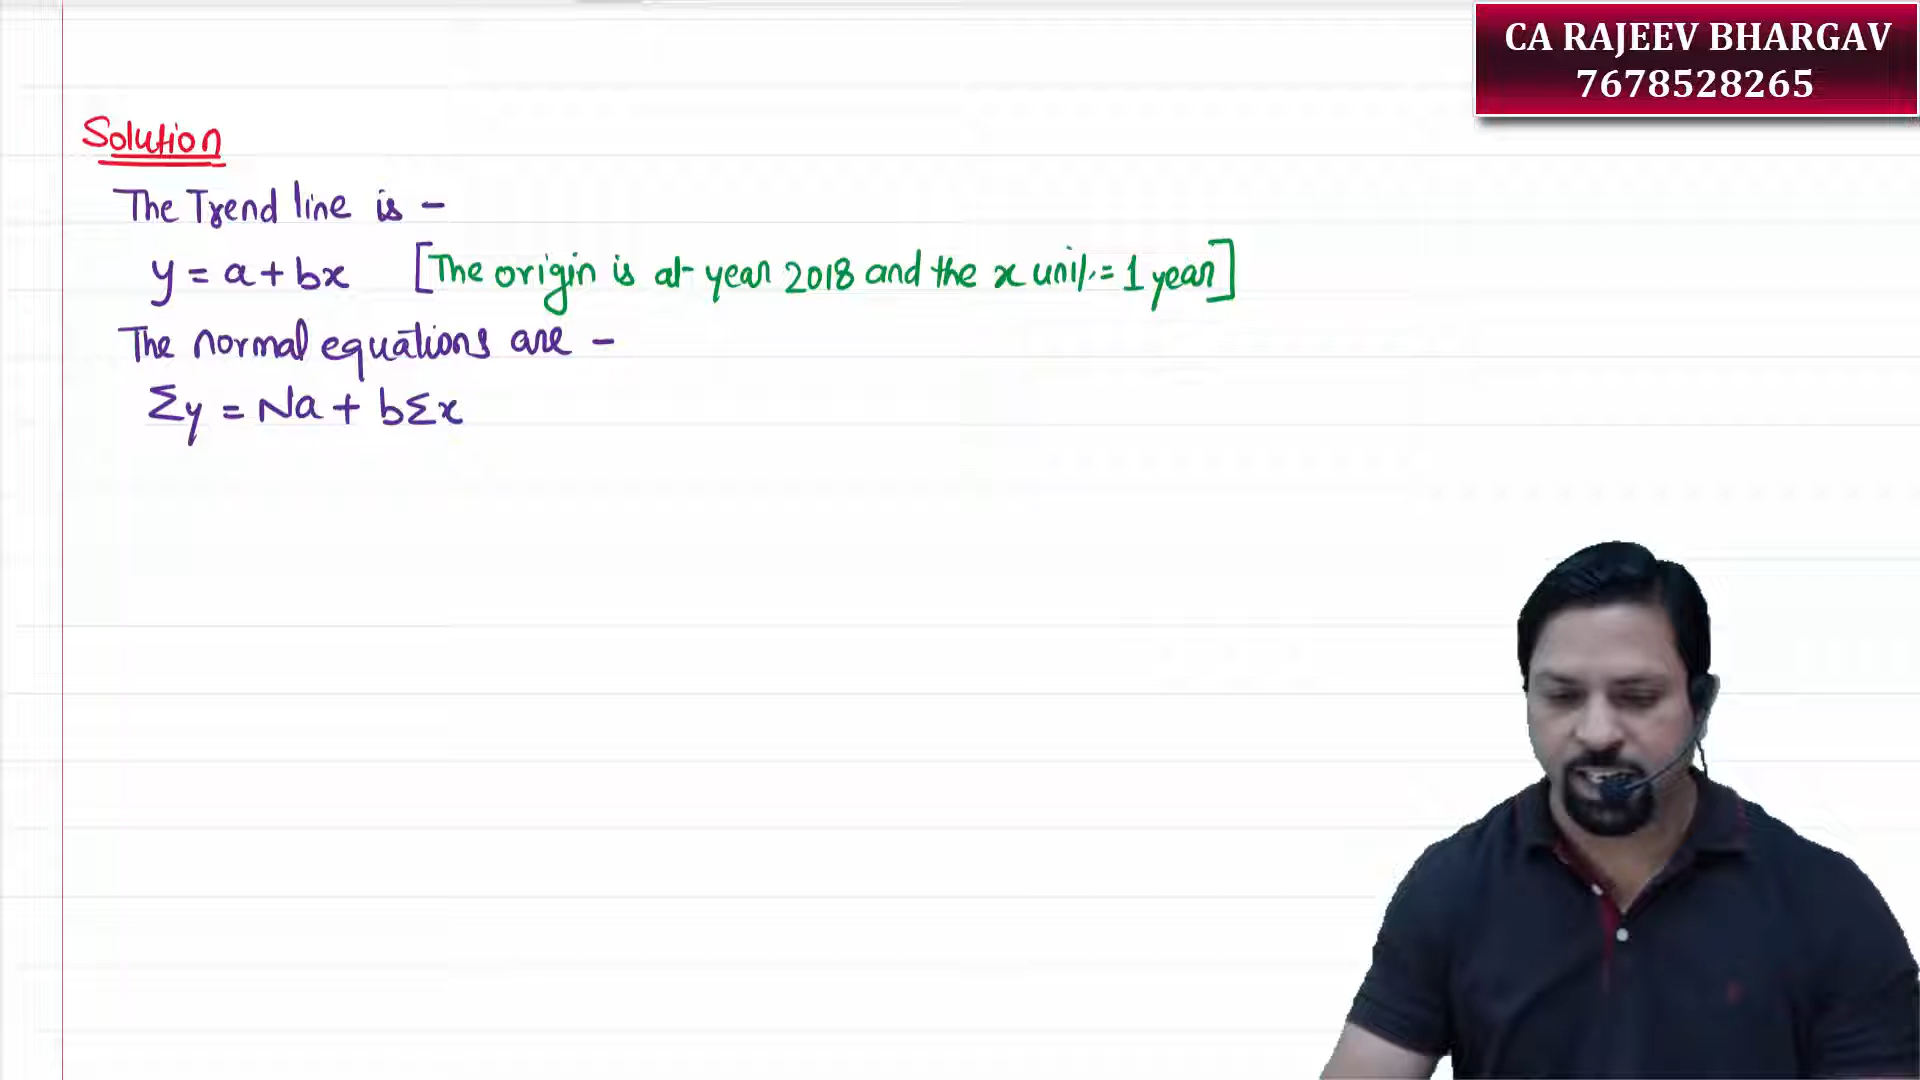 CA RAJEEV BHARGAV
7678528265
Solution
The Trend line is -
y = a + bx [The origin is at year 2018 and the x unit = 1 year]
The normal equations are -
Σy = Na + bΣx